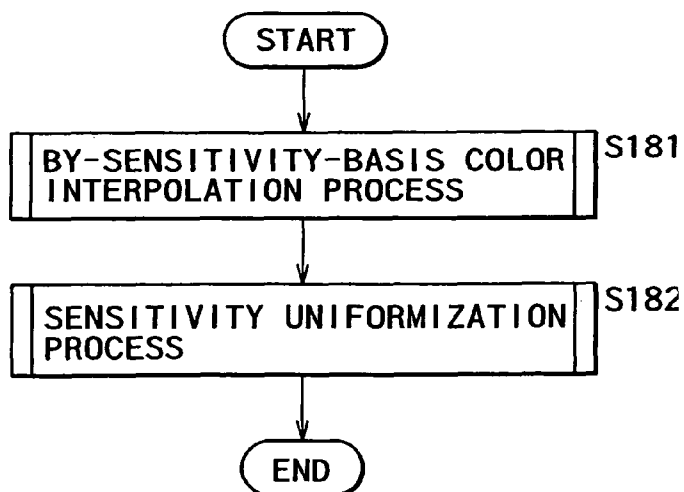 START
BY-SENSITIVITY-BASIS COLOR
INTERPOLATION PROCESS
S181
SENSITIVITY UNIFORMIZATION
PROCESS
S182
END